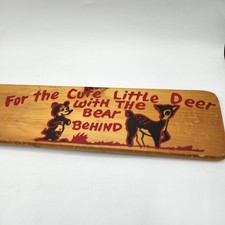 For the Cute Little Deer
with THE
BEAR
BEHIND